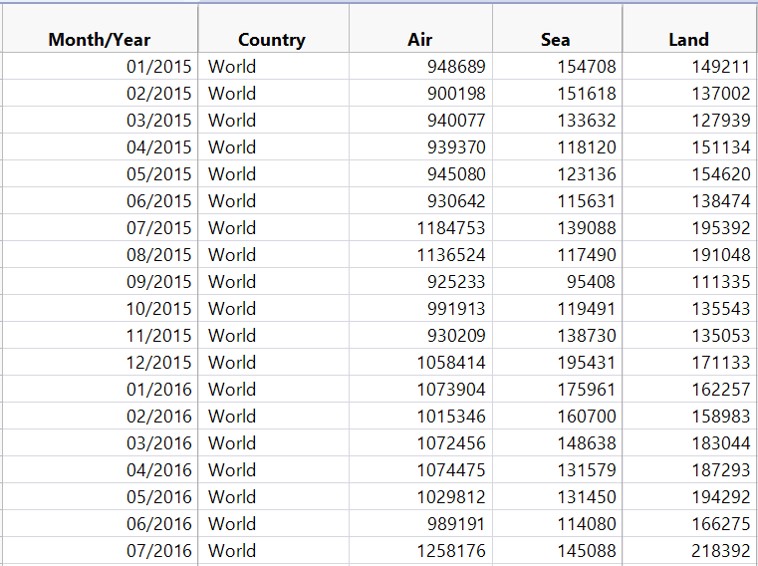 Month/Year Country Air Sea Land
01/2015 World 948689 154708 149211
02/2015 World 900198 151618 137002
03/2015 World 940077 133632 127939
04/2015 World 939370 118120 151134
05/2015 World 945080 123136 154620
06/2015 World 930642 115631 138474
07/2015 World 1184753 139088 195392
08/2015 World 1136524 117490 191048
09/2015 World 925233 95408 111335
10/2015 World 991913 119491 135543
11/2015 World 930209 138730 135053
12/2015 World 1058414 195431 171133
01/2016 World 1073904 175961 162257
02/2016 World 1015346 160700 158983
03/2016 World 1072456 148638 183044
04/2016 World 1074475 131579 187293
05/2016 World 1029812 131450 194292
06/2016 World 989191 114080 166275
07/2016 World 1258176 145088 218392